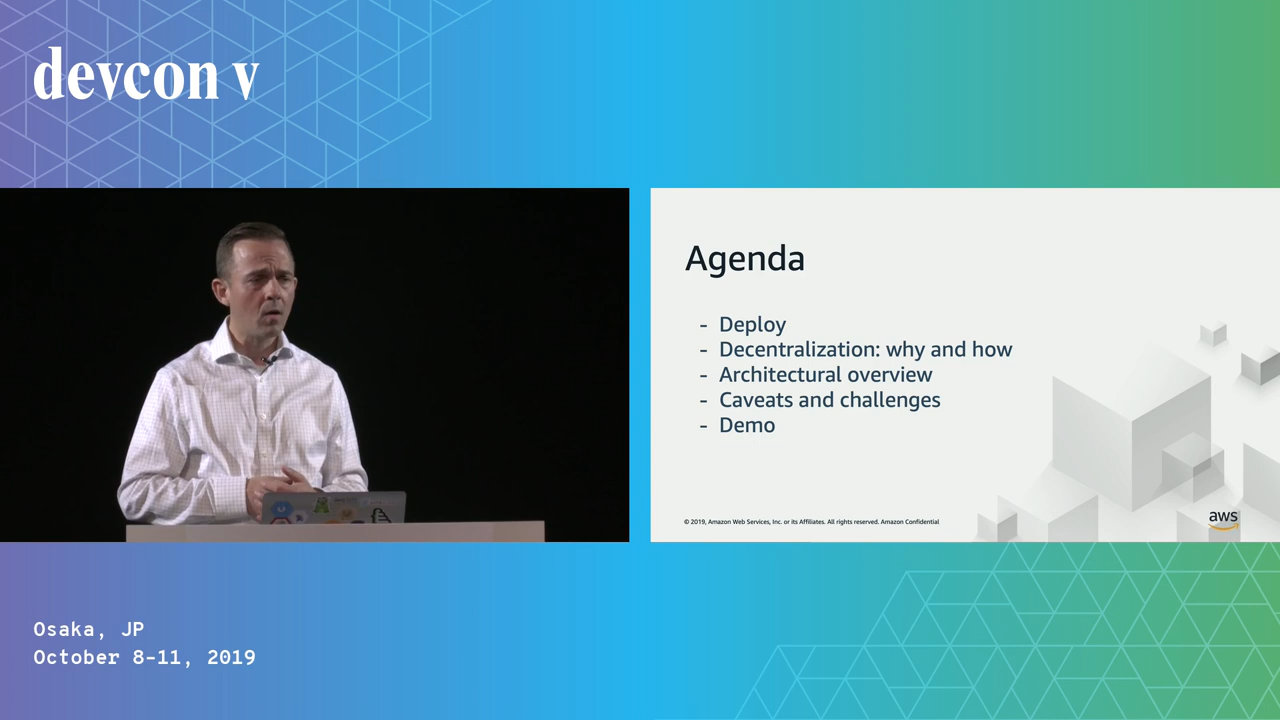 devcon v
Agenda
- Deploy
- Decentralization: why and how
- Architectural overview
- Caveats and challenges
- Demo
© 2019, Amazon Web Services, Inc. or its Affiliates. All rights reserved. Amazon Confidential
aws
Osaka, JP
October 8-11, 2019